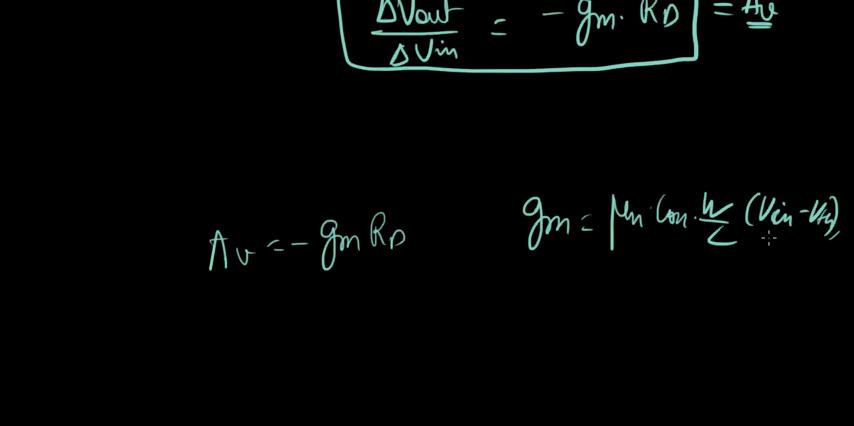 ΔVout / ΔVin = - gm. RD = Av
Av = - gm RD
gm = μn · Cox · W/L (Vin - VTH)